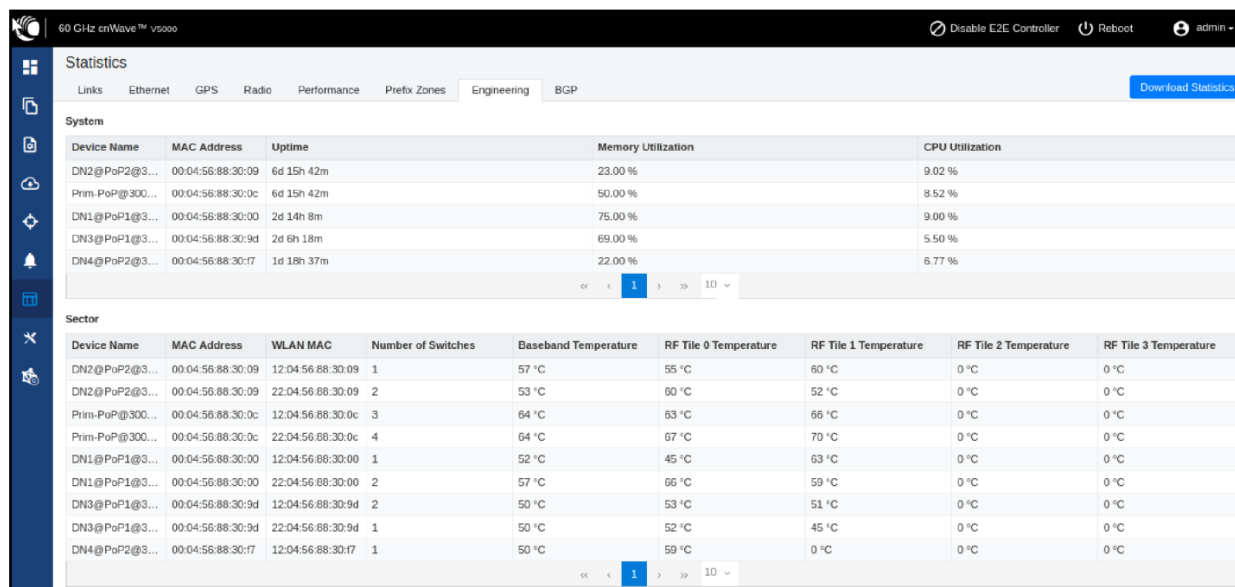 60 GHz cnWave™ V5000 Disable E2E Controller Reboot admin
Statistics
Links Ethernet GPS Radio Performance Prefix Zones Engineering BGP Download Statistics
System
Device Name MAC Address Uptime Memory Utilization CPU Utilization
DN2@PoP2@3... 00:04:56:88:30:09 6d 15h 42m 23.00 % 9.02 %
Prim-PoP@300... 00:04:56:88:30:0c 6d 15h 42m 50.00 % 8.52 %
DN1@PoP1@3... 00:04:56:88:30:00 2d 14h 8m 75.00 % 9.00 %
DN3@PoP1@3... 00:04:56:88:30:9d 2d 6h 18m 69.00 % 5.50 %
DN4@PoP2@3... 00:04:56:88:30:f7 1d 18h 37m 22.00 % 6.77 %
« ‹ 1 › » 10
Sector
Device Name MAC Address WLAN MAC Number of Switches Baseband Temperature RF Tile 0 Temperature RF Tile 1 Temperature RF Tile 2 Temperature RF Tile 3 Temperature
DN2@PoP2@3... 00:04:56:88:30:09 12:04:56:88:30:09 1 57 °C 55 °C 60 °C 0 °C 0 °C
DN2@PoP2@3... 00:04:56:88:30:09 22:04:56:88:30:09 2 53 °C 60 °C 52 °C 0 °C 0 °C
Prim-PoP@300... 00:04:56:88:30:0c 12:04:56:88:30:0c 3 64 °C 63 °C 66 °C 0 °C 0 °C
Prim-PoP@300... 00:04:56:88:30:0c 22:04:56:88:30:0c 4 64 °C 67 °C 70 °C 0 °C 0 °C
DN1@PoP1@3... 00:04:56:88:30:00 12:04:56:88:30:00 1 52 °C 45 °C 63 °C 0 °C 0 °C
DN1@PoP1@3... 00:04:56:88:30:00 22:04:56:88:30:00 2 57 °C 66 °C 59 °C 0 °C 0 °C
DN3@PoP1@3... 00:04:56:88:30:9d 12:04:56:88:30:9d 2 50 °C 53 °C 51 °C 0 °C 0 °C
DN3@PoP1@3... 00:04:56:88:30:9d 22:04:56:88:30:9d 1 50 °C 52 °C 45 °C 0 °C 0 °C
DN4@PoP2@3... 00:04:56:88:30:f7 12:04:56:88:30:f7 1 50 °C 59 °C 0 °C 0 °C 0 °C
« ‹ 1 › » 10